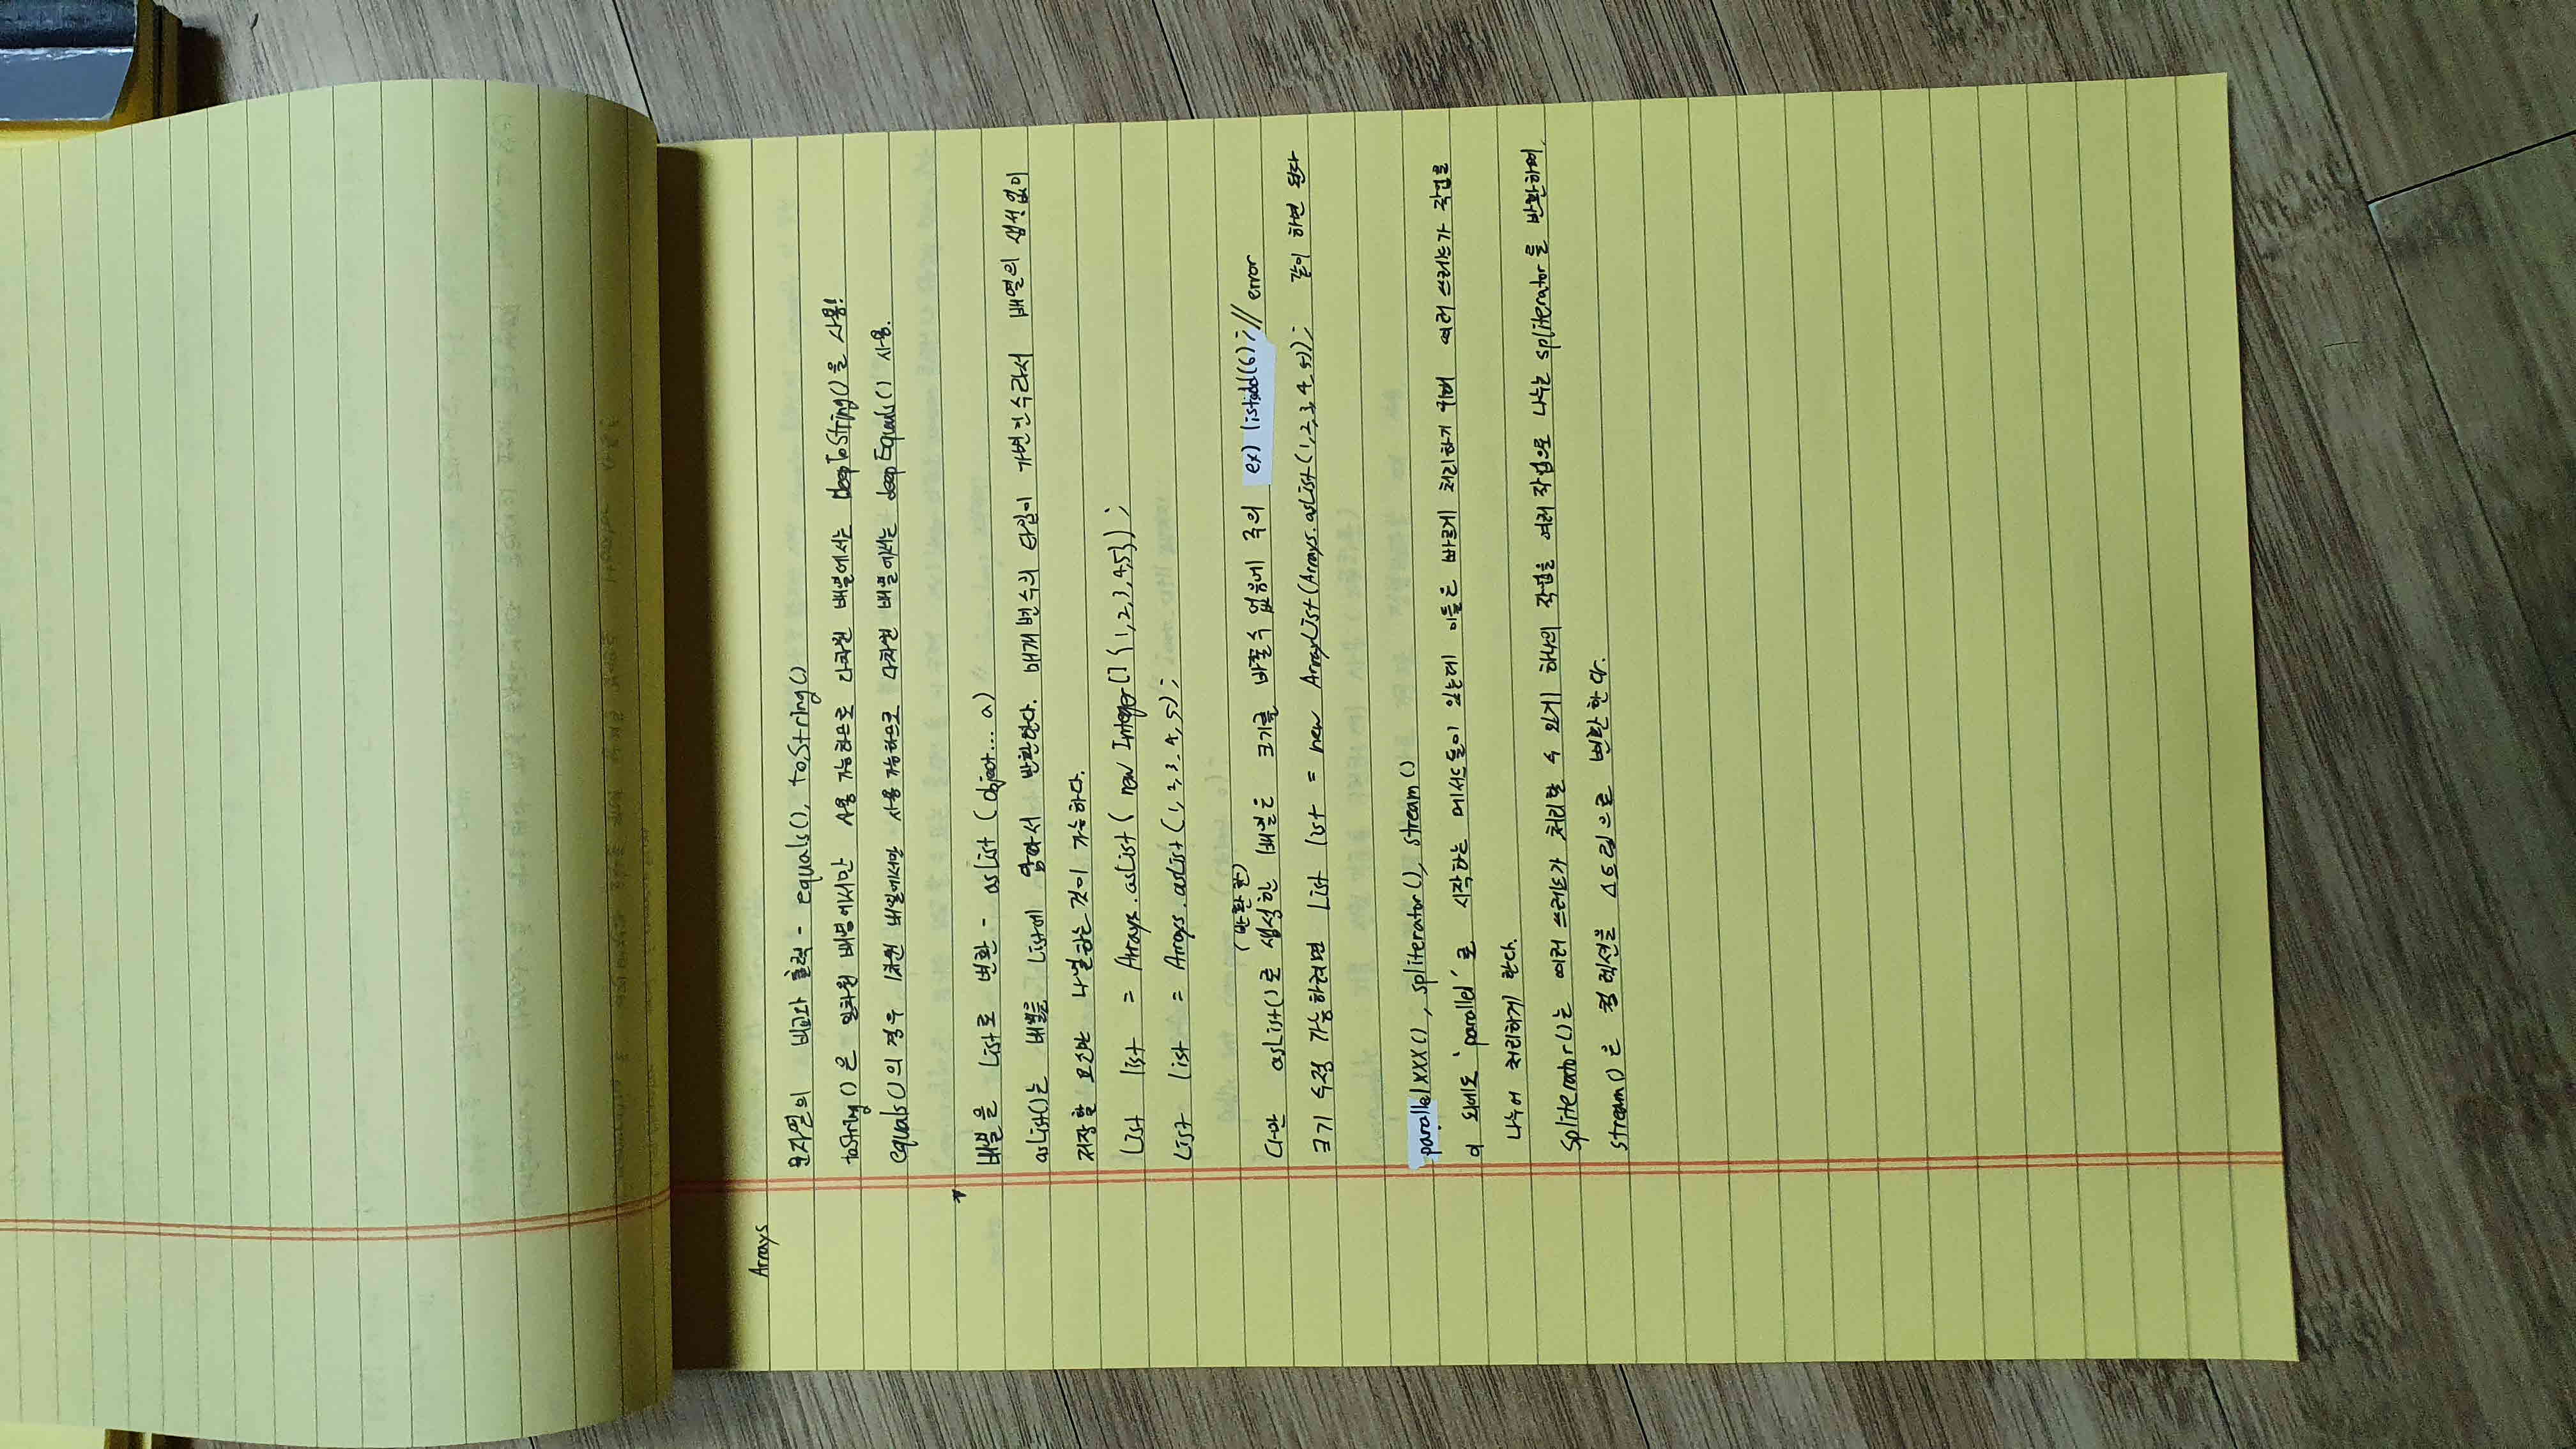 Arrays
문자열의 비교와 출력 - equals(), toString()
toString()은 일차원 배열에서만 사용 가능하므로 다차원 배열에서는 deepToString()을 사용!
equals()의 경우 1차원 배열에서만 사용 가능하므로 다차원 배열에서는 deepEquals() 사용.
배열을 List로 변환 - asList (object... a)
asList()는 배열을 List에 담아서 반환한다. 매개변수의 타입이 가변인수라서 배열의 생성없이
저장할 요소만 나열하는 것이 가능하다.
List list = Arrays.asList( new Integer[] {1,2,3,4,5}) ;
List list = Arrays.asList (1, 2, 3, 4, 5) ;
(반환한)
다만 asList()로 생성한 배열은 크기를 바꿀 수 없음에 주의 ex) list.add(6); // error
크기 수정 가능하려면 List list = new ArrayList(Arrays.asList(1,2,3,4,5)); 같이 하면 된다
parallelXXX() , spliterator(), stream()
이 외에도 'parallel'로 시작하는 메서드들이 있는데 이들은 빠르게 처리하기 위해 여러 쓰레드가 작업을
나누어 처리하게 한다.
spliterator()는 여러 쓰레드가 처리할 수 있게 하나의 작업을 여러 작업으로 나누는 spliterator를 반환하며,
stream()은 컬렉션을 스트림으로 변환한다.